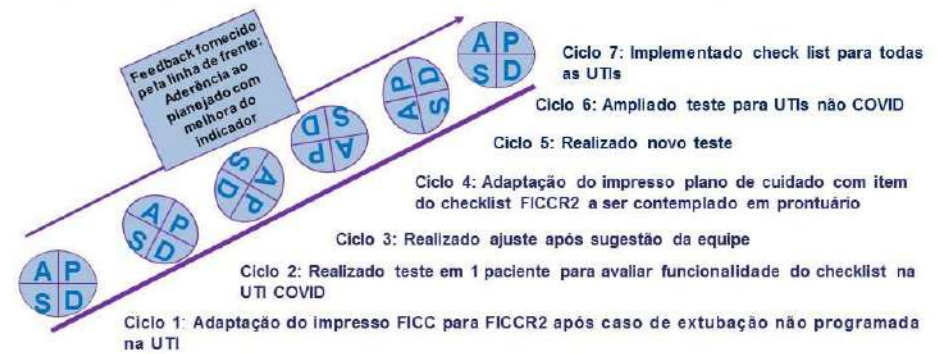 Feedback fornecido
pela linha de frente:
Aderência ao
planejado com
melhora do
indicador
A P
S D
Ciclo 7: Implementado check list para todas
as UTIs
A P
S D
Ciclo 6: Ampliado teste para UTIs não COVID
A P
S D
Ciclo 5: Realizado novo teste
A P
S D
Ciclo 4: Adaptação do impresso plano de cuidado com item
do checklist FICCR2 a ser contemplado em prontuário
A P
S D
Ciclo 3: Realizado ajuste após sugestão da equipe
A P
S D
Ciclo 2: Realizado teste em 1 paciente para avaliar funcionalidade do checklist na
UTI COVID
A P
S D
Ciclo 1: Adaptação do impresso FICC para FICCR2 após caso de extubação não programada
na UTI